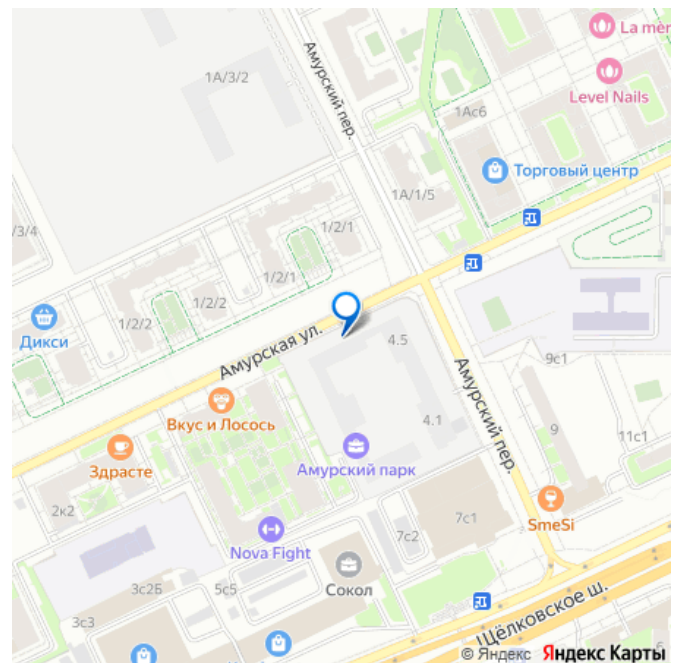 La mèr
1А/3/2
Амурский пер.
Level Nails
1Ас6
Торговый центр
1А/1/5
/3/4
1/2/1
1/2/1
1/2/2
1/2/2
Дикси
Амурская ул.
4.5
9с1
Вкус и Лосось
Амурский пер.
4.1
9
11с1
Здрасте
Амурский парк
2к2
7с1
SmeSi
Nova Fight
7с2
3с2Б
5с5
Сокол
3с3
Щёлковское ш.
6
© Яндекс Яндекс Карты